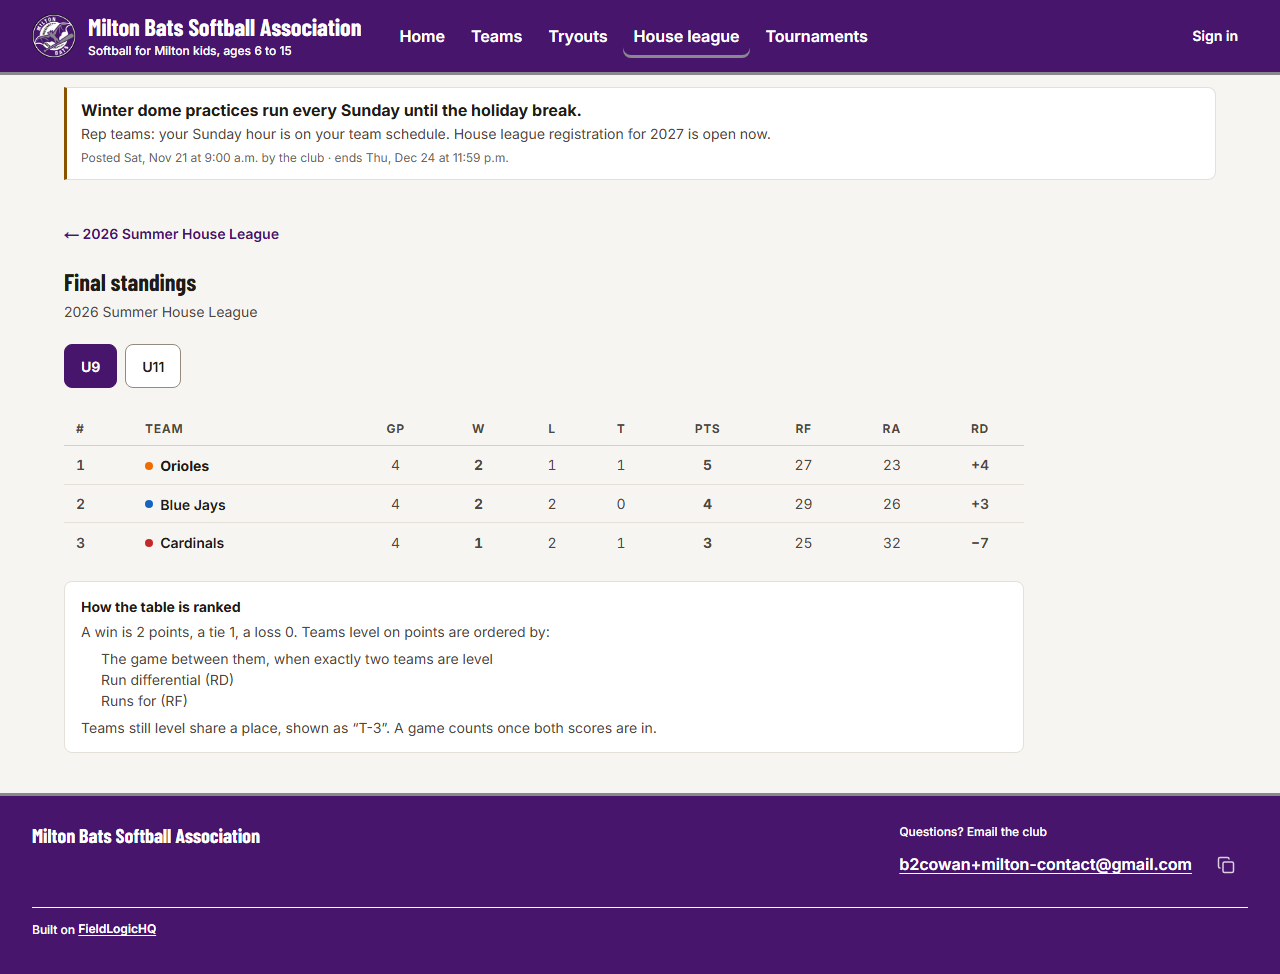 MILTON
BATS
Milton Bats Softball Association
Softball for Milton kids, ages 6 to 15
Home
Teams
Tryouts
House league
Tournaments
Sign in
Winter dome practices run every Sunday until the holiday break.
Rep teams: your Sunday hour is on your team schedule. House league registration for 2027 is open now.
Posted Sat, Nov 21 at 9:00 a.m. by the club · ends Thu, Dec 24 at 11:59 p.m.
← 2026 Summer House League
Final standings
2026 Summer House League
U9
U11
# TEAM GP W L T PTS RF RA RD
1 Orioles 4 2 1 1 5 27 23 +4
2 Blue Jays 4 2 2 0 4 29 26 +3
3 Cardinals 4 1 2 1 3 25 32 −7
How the table is ranked
A win is 2 points, a tie 1, a loss 0. Teams level on points are ordered by:
The game between them, when exactly two teams are level
Run differential (RD)
Runs for (RF)
Teams still level share a place, shown as “T-3”. A game counts once both scores are in.
Milton Bats Softball Association
Questions? Email the club
b2cowan+milton-contact@gmail.com
Built on FieldLogicHQ